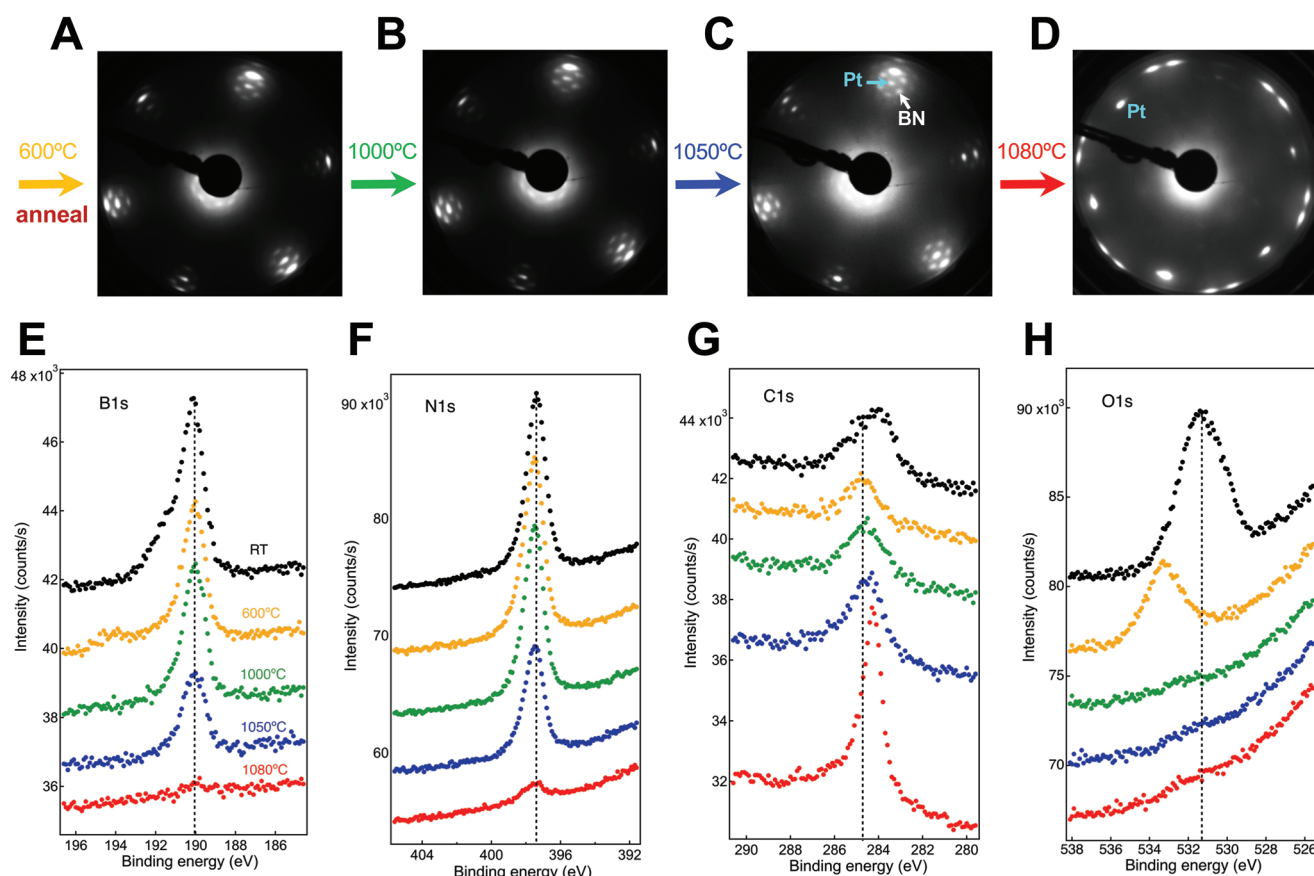 A
B
C
D
600ºC
anneal
1000ºC
1050ºC
1080ºC
Pt
BN
Pt
E
F
G
H
48 x10³
46
44
42
40
38
36
B1s
RT
600ºC
1000ºC
1050ºC
1080ºC
Intensity (counts/s)
196 194 192 190 188 186
Binding energy (eV)
90 x10³
80
70
60
N1s
Intensity (counts/s)
404 400 396 392
Binding energy (eV)
44 x10³
42
40
38
36
34
32
C1s
Intensity (counts/s)
290 288 286 284 282 280
Binding energy (eV)
90 x10³
85
80
70
O1s
Intensity (counts/s)
538 536 534 532 530 528 526
Binding energy (eV)